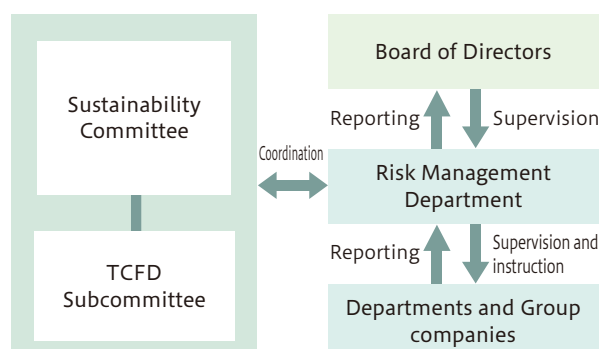 Sustainability
Committee
TCFD
Subcommittee
Coordination
Board of Directors
Reporting
Supervision
Risk Management
Department
Reporting
Supervision and
instruction
Departments and Group
companies